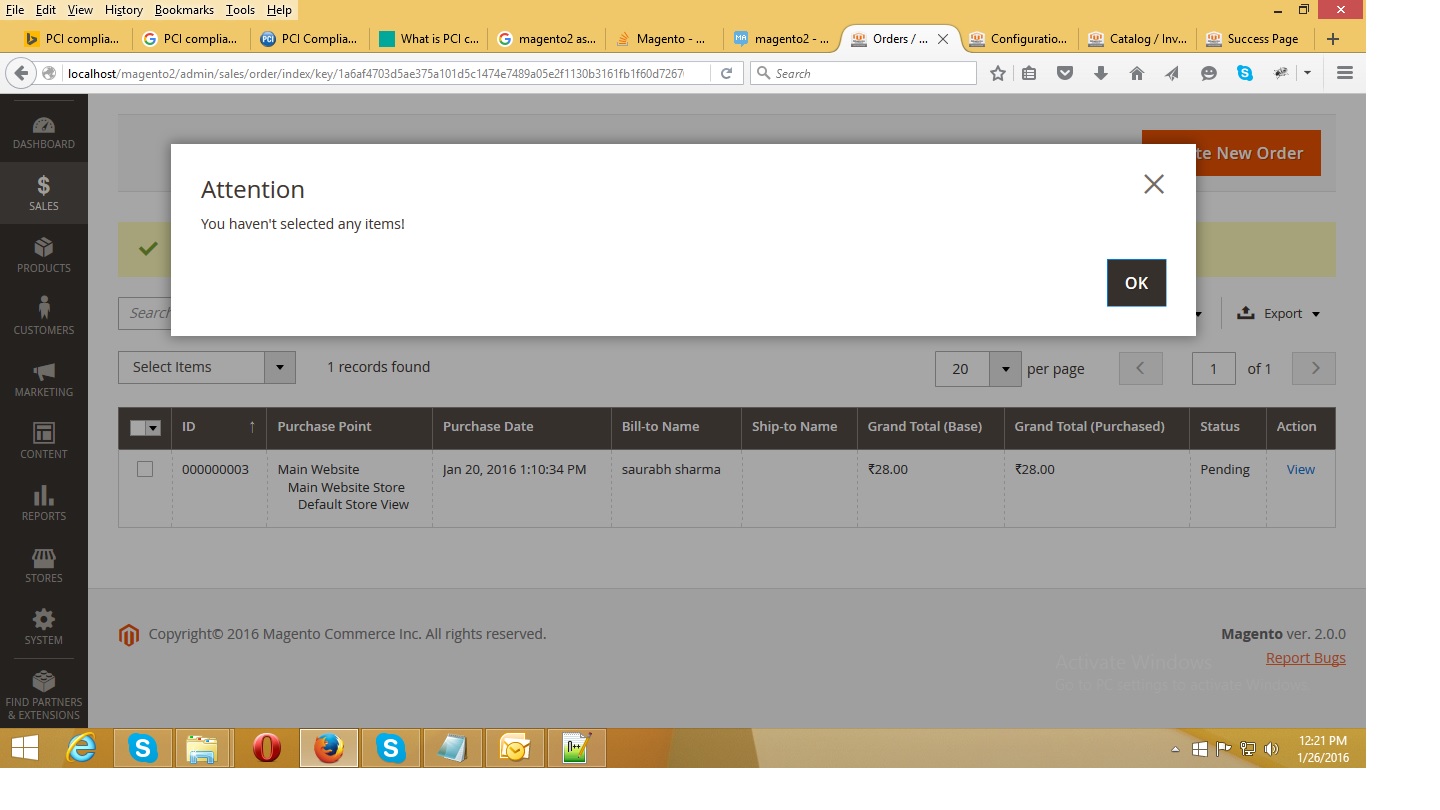 File Edit View History Bookmarks Tools Help
PCI complia... PCI complia... PCI Complia... What is PCI c... magento2 as... Magento - ... magento2 - ... Orders / ... Configuratio... Catalog / Inv... Success Page
localhost/magento2/admin/sales/order/index/key/1a6af4703d5ae375a101d5c1474e7489a05e2f1130b3161fb1f60d7267 Search
DASHBOARD
te New Order
Attention
You haven't selected any items!
OK
SALES
PRODUCTS
Search
Export
CUSTOMERS
Select Items 1 records found 20 per page 1 of 1
MARKETING
ID Purchase Point Purchase Date Bill-to Name Ship-to Name Grand Total (Base) Grand Total (Purchased) Status Action
CONTENT
000000003 Main Website Jan 20, 2016 1:10:34 PM saurabh sharma ₹28.00 ₹28.00 Pending View
Main Website Store
Default Store View
REPORTS
STORES
SYSTEM
Copyright© 2016 Magento Commerce Inc. All rights reserved. Magento ver. 2.0.0
Report Bugs
Activate Windows
Go to PC settings to activate Windows.
FIND PARTNERS
& EXTENSIONS
12:21 PM
1/26/2016